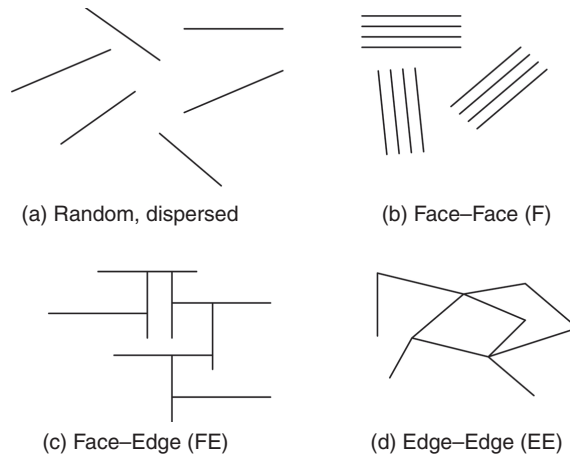 (a) Random, dispersed
(b) Face–Face (F)
(c) Face–Edge (FE)
(d) Edge–Edge (EE)